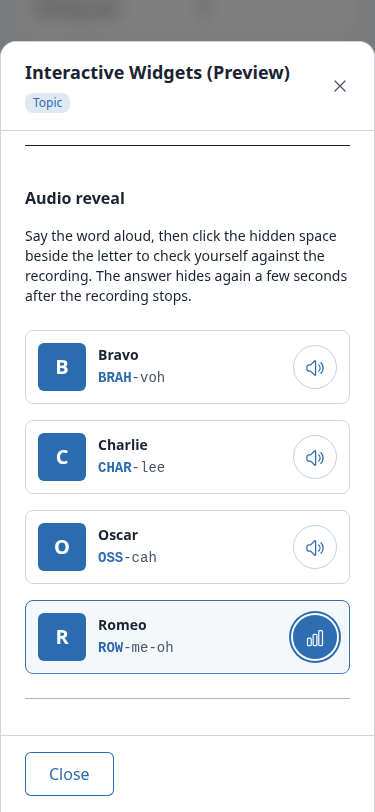 Interactive Widgets (Preview)
Topic
Audio reveal
Say the word aloud, then click the hidden space
beside the letter to check yourself against the
recording. The answer hides again a few seconds
after the recording stops.
B
Bravo
BRAH-voh
C
Charlie
CHAR-lee
O
Oscar
OSS-cah
R
Romeo
ROW-me-oh
Close